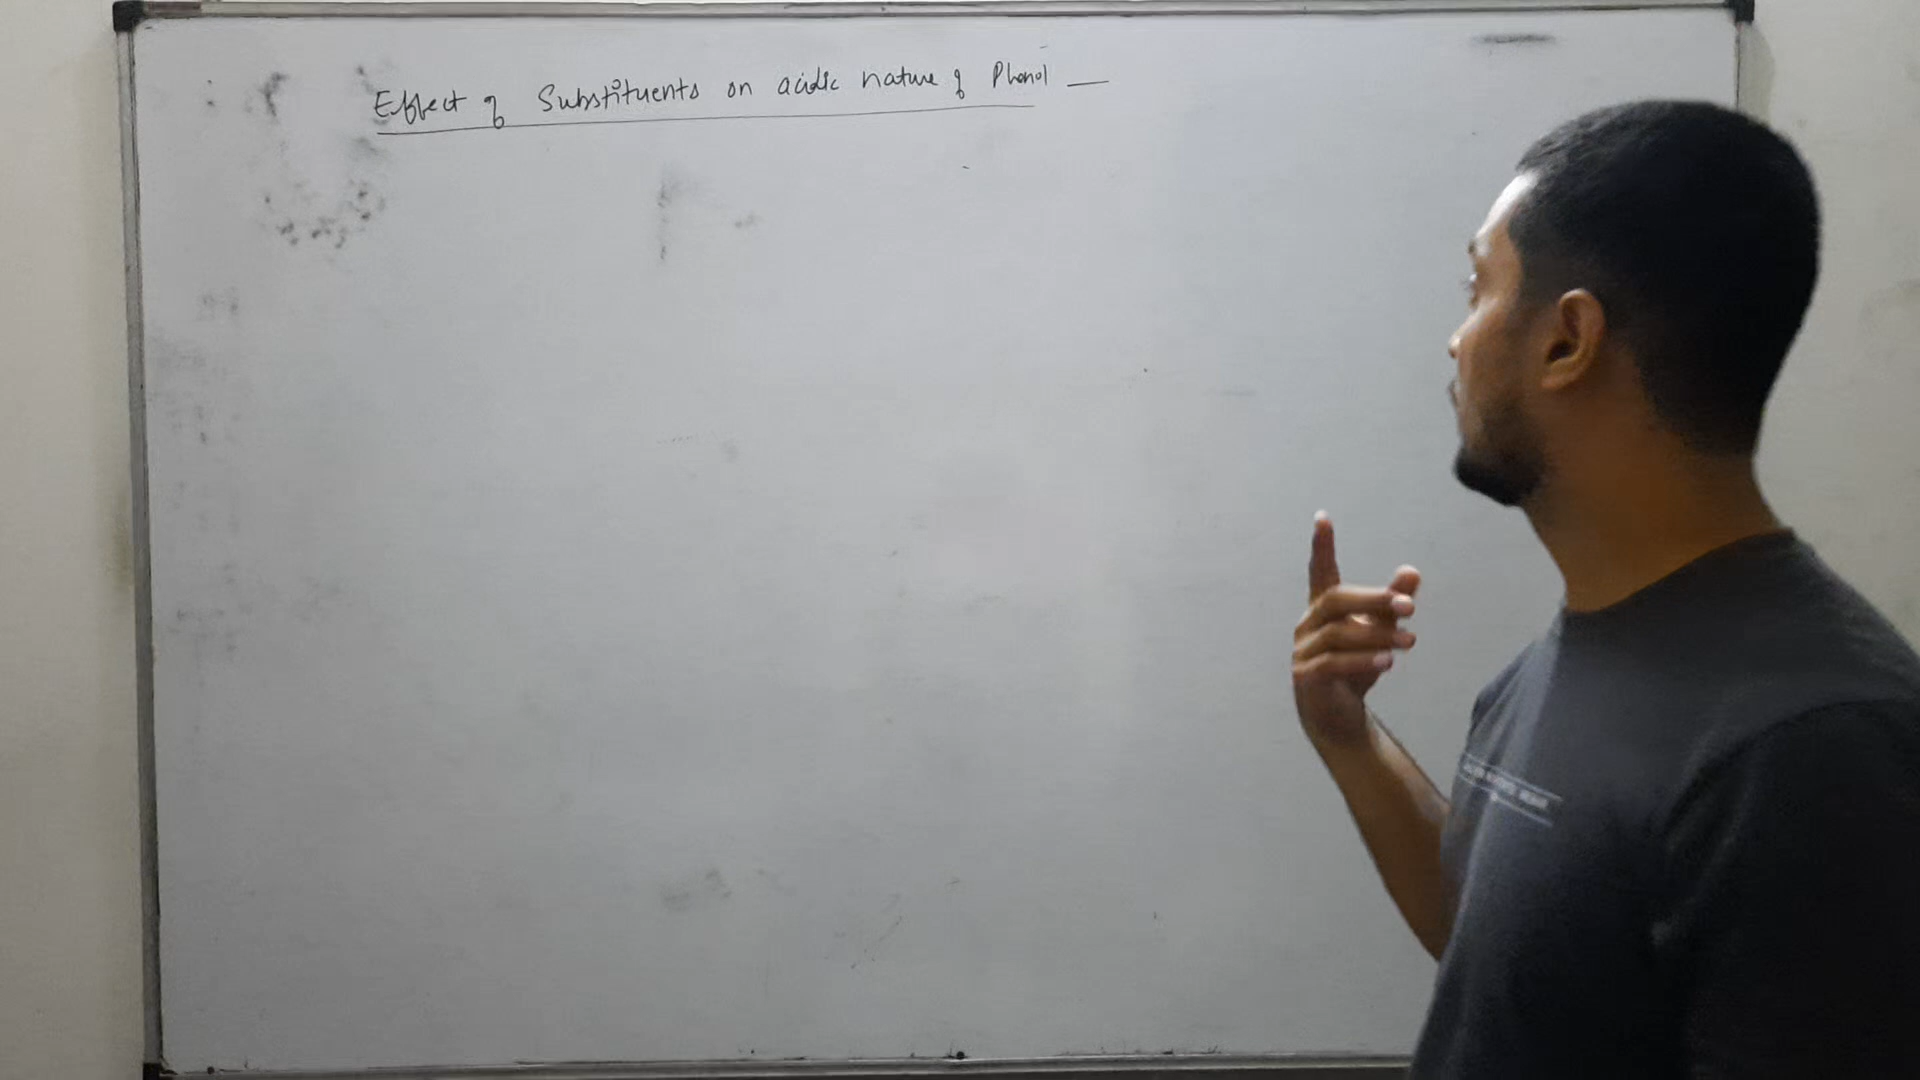 Effect of Substituents on acidic nature of Phenol —